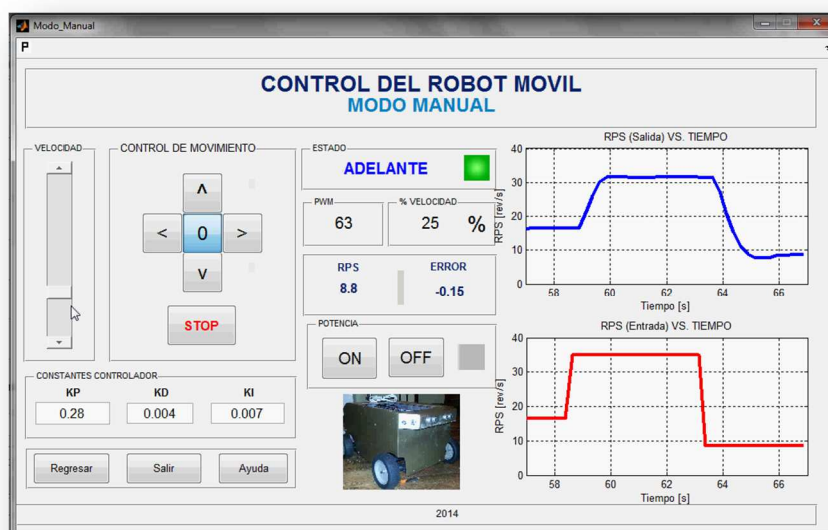 Modo_Manual
CONTROL DEL ROBOT MOVIL
MODO MANUAL
VELOCIDAD
CONTROL DE MOVIMIENTO
ʌ
< 0 >
v
STOP
CONSTANTES CONTROLADOR
KP KD KI
0.28 0.004 0.007
Regresar Salir Ayuda
ESTADO
ADELANTE
PWM % VELOCIDAD
63 25 %
RPS ERROR
8.8 -0.15
POTENCIA
ON OFF
RPS (Salida) VS. TIEMPO
RPS [rev/s]
40
30
20
10
0
58 60 62 64 66
Tiempo [s]
RPS (Entrada) VS. TIEMPO
RPS [rev/s]
40
30
20
10
0
58 60 62 64 66
Tiempo [s]
2014